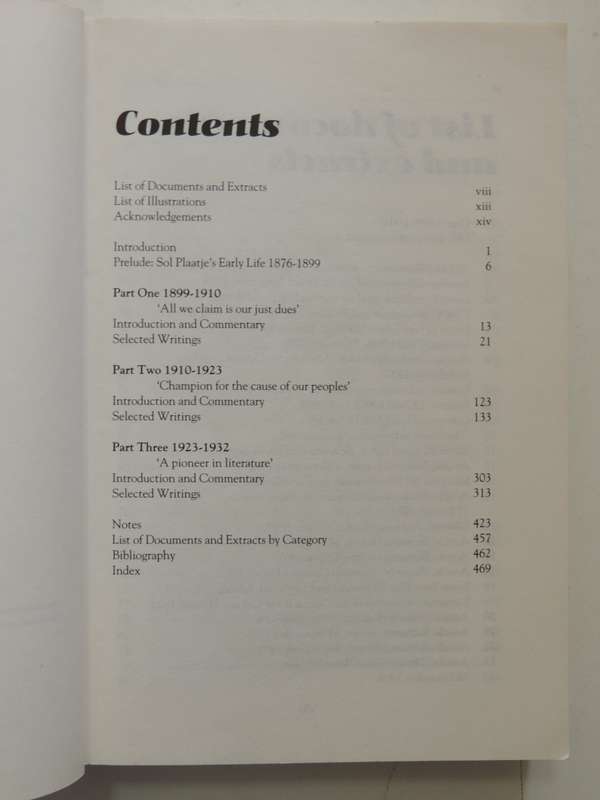 Contents
List of Documents and Extracts viii
List of Illustrations xiii
Acknowledgements xiv
Introduction 1
Prelude: Sol Plaatje's Early Life 1876-1899 6
Part One 1899-1910
'All we claim is our just dues'
Introduction and Commentary 13
Selected Writings 21
Part Two 1910-1923
'Champion for the cause of our peoples'
Introduction and Commentary 123
Selected Writings 133
Part Three 1923-1932
'A pioneer in literature'
Introduction and Commentary 303
Selected Writings 313
Notes 423
List of Documents and Extracts by Category 457
Bibliography 462
Index 469